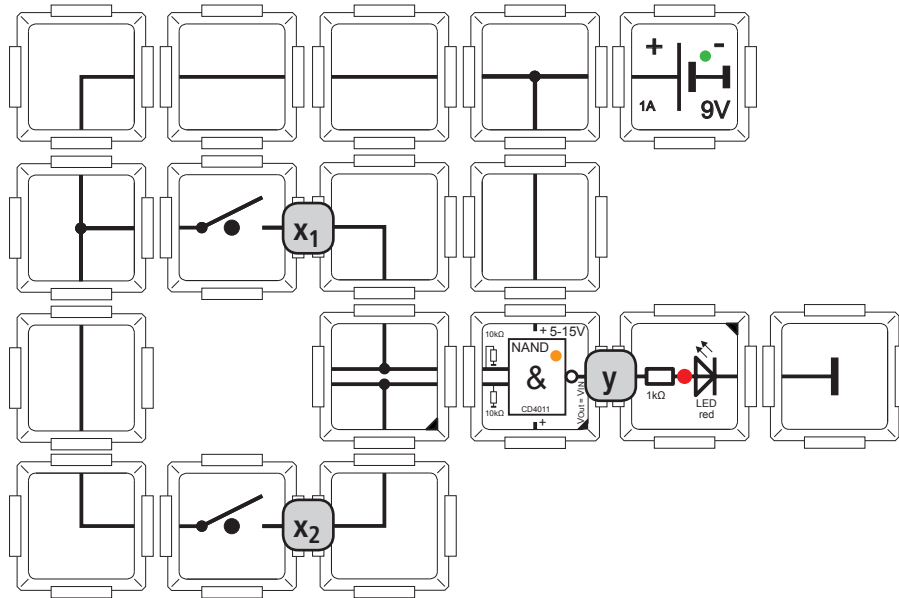 + -
1A 9V
x1
10kΩ + 5-15V
NAND
&
10kΩ CD4011
+
VOut = VIN
y
1kΩ
LED
red
x2